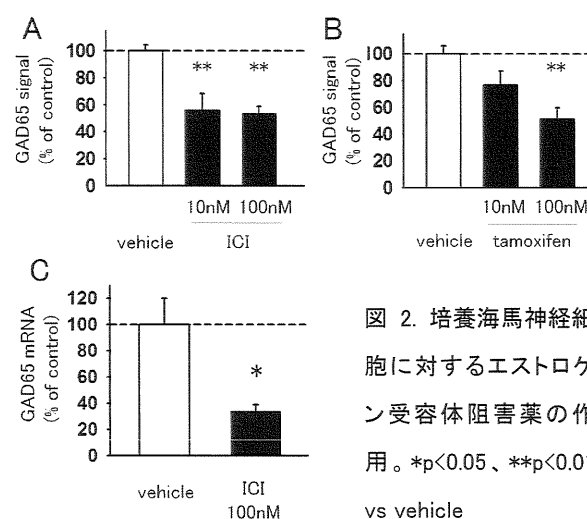 A
GAD65 signal
(% of control)
100
80
60
40
20
0
** **
10nM 100nM
vehicle ICI
B
GAD65 signal
(% of control)
100
80
60
40
20
0
**
10nM 100nM
vehicle tamoxifen
C
GAD65 mRNA
(% of control)
120
100
80
60
40
20
0
*
vehicle ICI
100nM
図 2. 培養海馬神経細
胞に対するエストロゲ
ン受容体阻害薬の作
用。*p<0.05、**p<0.01
vs vehicle